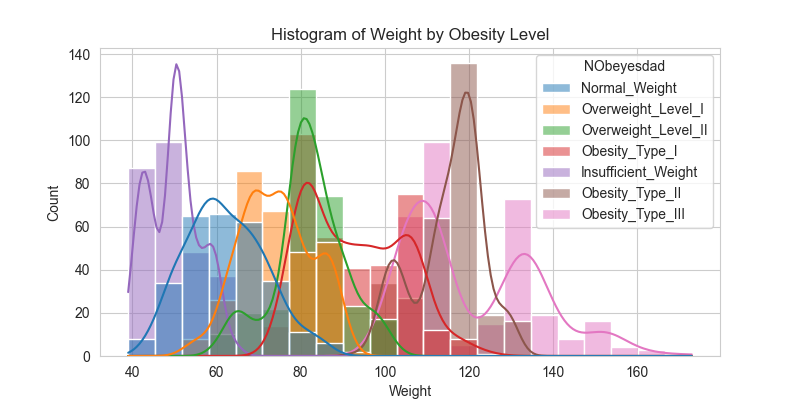 Histogram of Weight by Obesity Level
NObeyesdad
Normal_Weight
Overweight_Level_I
Overweight_Level_II
Obesity_Type_I
Insufficient_Weight
Obesity_Type_II
Obesity_Type_III
Count
140
120
100
80
60
40
20
0
40 60 80 100 120 140 160
Weight